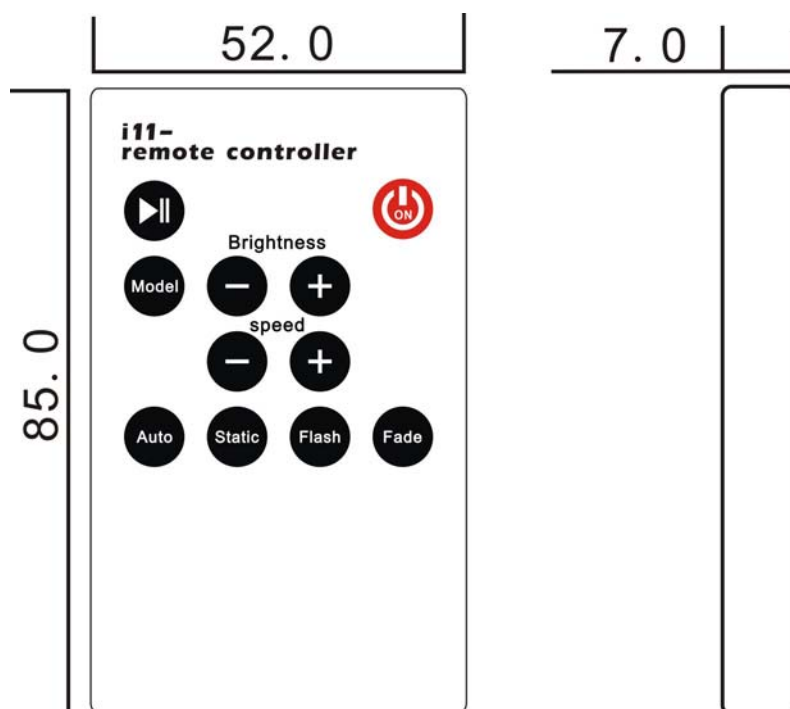 52.0
7.0
85.0
i11-
remote controller
ON
Brightness
Model
−
+
speed
−
+
Auto
Static
Flash
Fade